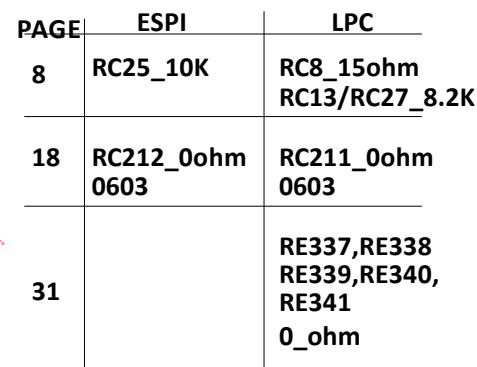 PAGE ESPI LPC
8 RC25_10K RC8_15ohm
RC13/RC27_8.2K
18 RC212_0ohm RC211_0ohm
0603 0603
RE337,RE338
RE339,RE340,
31 RE341
0_ohm